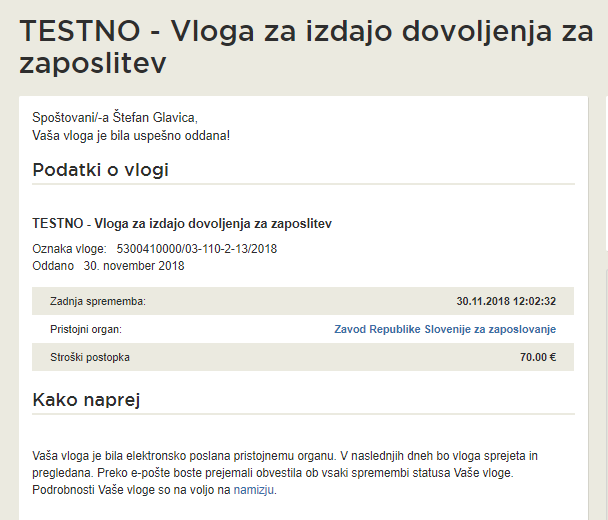 TESTNO - Vloga za izdajo dovoljenja za
zaposlitev
Spoštovani/-a Štefan Glavica,
Vaša vloga je bila uspešno oddana!
Podatki o vlogi
TESTNO - Vloga za izdajo dovoljenja za zaposlitev
Oznaka vloge: 5300410000/03-110-2-13/2018
Oddano 30. november 2018
Zadnja sprememba: 30.11.2018 12:02:32
Pristojni organ: Zavod Republike Slovenije za zaposlovanje
Stroški postopka 70.00 €
Kako naprej
Vaša vloga je bila elektronsko poslana pristojnemu organu. V naslednjih dneh bo vloga sprejeta in
pregledana. Preko e-pošte boste prejemali obvestila ob vsaki spremembi statusa Vaše vloge.
Podrobnosti Vaše vloge so na voljo na namizju.